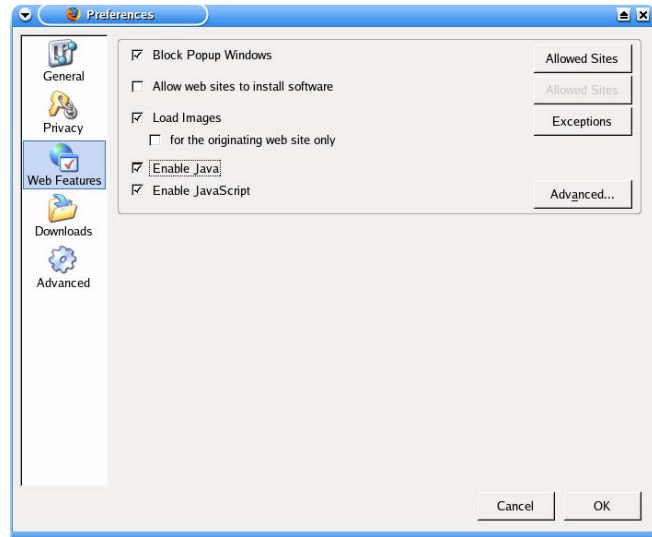 Preferences
General
Privacy
Web Features
Downloads
Advanced
Block Popup Windows
Allowed Sites
Allow web sites to install software
Allowed Sites
Load Images
Exceptions
for the originating web site only
Enable Java
Enable JavaScript
Advanced...
Cancel
OK